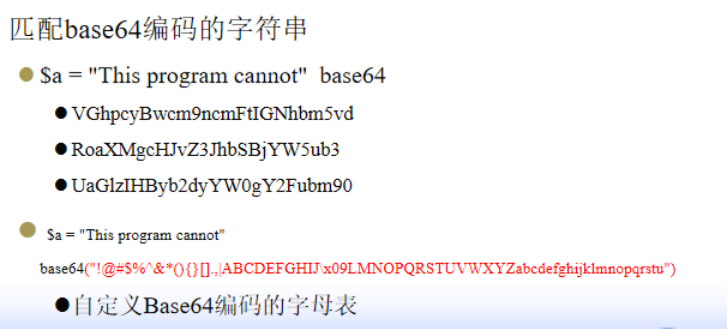 匹配base64编码的字符串
$a = "This program cannot" base64
VGhpcyBwcm9ncmFtIGNhbm5vd
RoaXMgcHJvZ3JhbSBjYW5ub3
UaGlzIHByb2dyYW0gY2Fubm90
$a = "This program cannot"
base64("!@#$%^&*(){}[].,|ABCDEFGHIJ\x09LMNOPQRSTUVWXYZabcdefghijklmnopqrstu")
自定义Base64编码的字母表